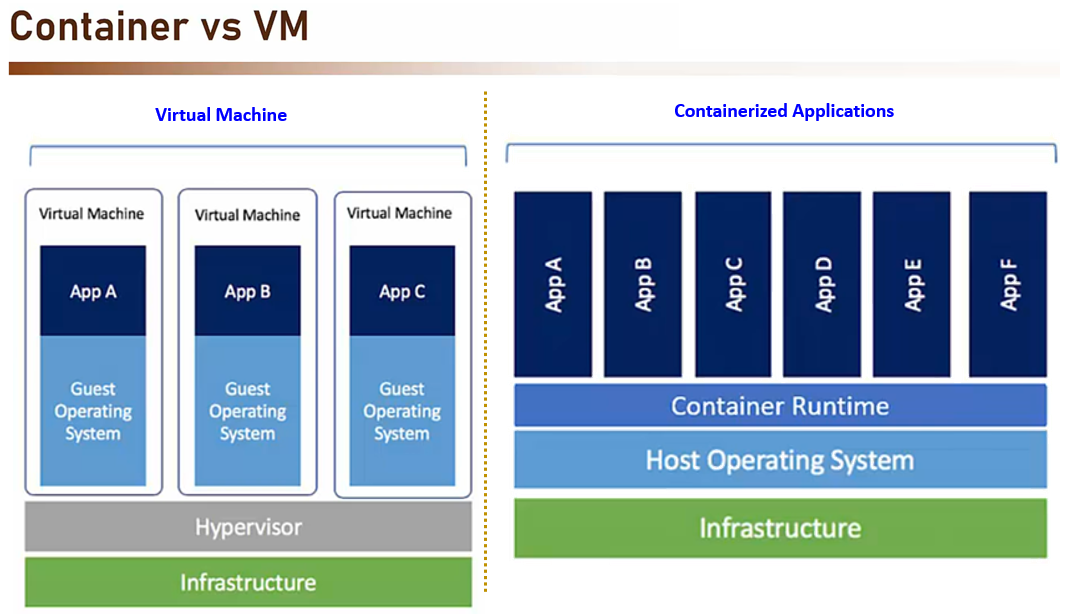 Container vs VM
Virtual Machine
Virtual Machine
App A
Guest
Operating
System
Virtual Machine
App B
Guest
Operating
System
Virtual Machine
App C
Guest
Operating
System
Hypervisor
Infrastructure
Containerized Applications
App A
App B
App C
App D
App E
App F
Container Runtime
Host Operating System
Infrastructure